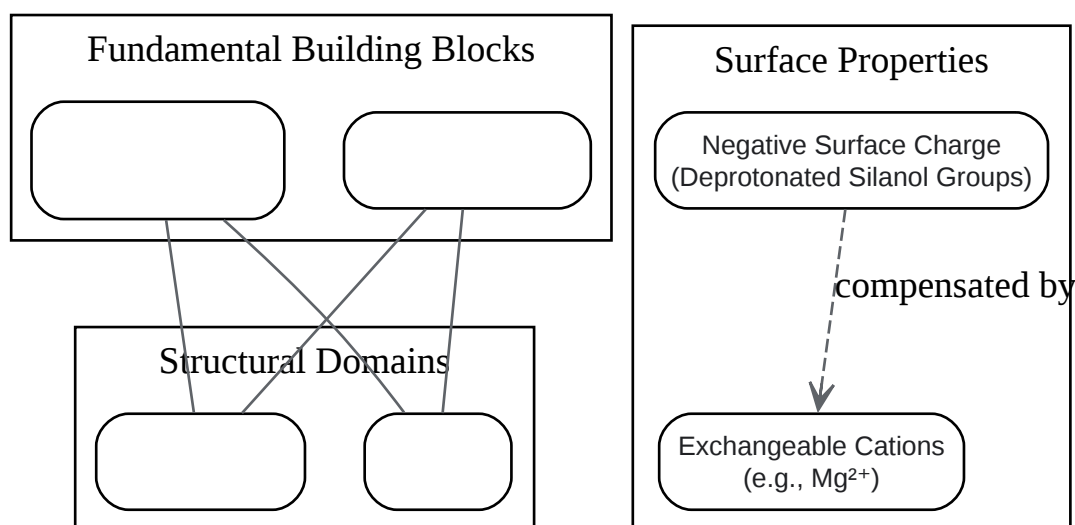 Fundamental Building Blocks
Structural Domains
Surface Properties
Negative Surface Charge
(Deprotonated Silanol Groups)
compensated by
Exchangeable Cations
(e.g., Mg²⁺)